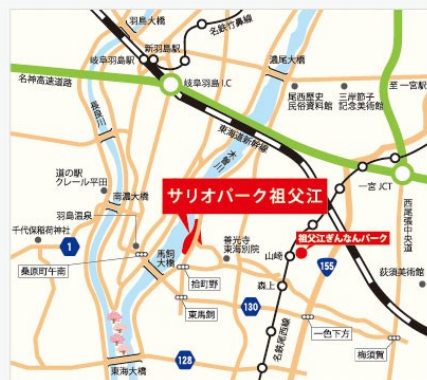 羽島大橋
名鉄竹鼻線
新羽島駅
濃尾大橋
岐阜羽島駅
名神高速道路
岐阜羽島I.C
尾西歴史
民俗資料館
三岸節子
記念美術館
至 一宮駅
長良川
東海道新幹線
木曽川
道の駅
クレール平田
南濃大橋
サリオパーク祖父江
一宮 JCT
羽島温泉
西尾張中央道
千代保稲荷神社
1
馬飼
大橋
善光寺
東海別院
祖父江ぎんなんパーク
山崎
155
桑原町午南
拾町野
森上
荻須美術館
東馬飼
130
一色下方
名鉄尾西線
梅須賀
128
東海大橋